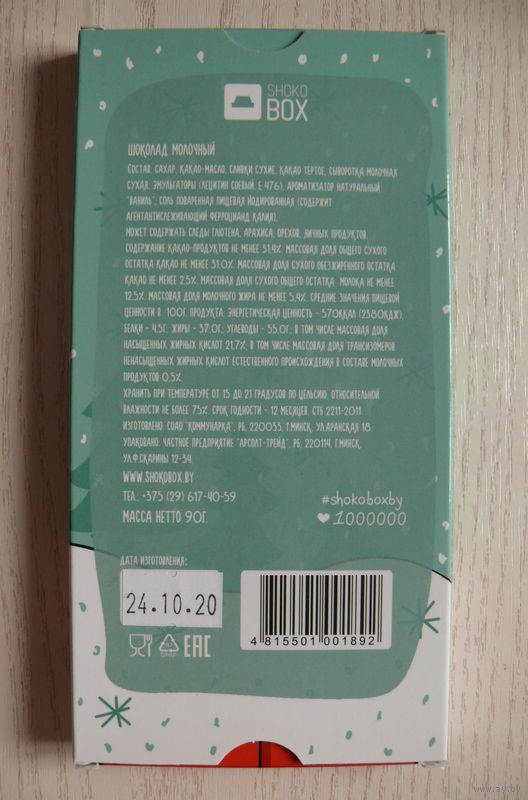 SHOKO
BOX
ШОКОЛАД МОЛОЧНЫЙ
СОСТАВ: САХАР, КАКАО-МАСЛО, СЛИВКИ СУХИЕ, КАКАО ТЕРТОЕ, СЫВОРОТКА МОЛОЧНАЯ
СУХАЯ, ЭМУЛЬГАТОРЫ (ЛЕЦИТИН СОЕВЫЙ, Е 476), АРОМАТИЗАТОР НАТУРАЛЬНЫЙ
"ВАНИЛЬ", СОЛЬ ПОВАРЕННАЯ ПИЩЕВАЯ ЙОДИРОВАННАЯ (СОДЕРЖИТ
АГЕНТАНТИСЛЕЖИВАЮЩИЙ ФЕРРОЦИАНИД КАЛИЯ).
МОЖЕТ СОДЕРЖАТЬ СЛЕДЫ ГЛЮТЕНА, АРАХИСА, ОРЕХОВ, ЯИЧНЫХ ПРОДУКТОВ.
СОДЕРЖАНИЕ КАКАО-ПРОДУКТОВ НЕ МЕНЕЕ 31.4%. МАССОВАЯ ДОЛЯ ОБЩЕГО СУХОГО
ОСТАТКА КАКАО НЕ МЕНЕЕ 31.0%. МАССОВАЯ ДОЛЯ СУХОГО ОБЕЗЖИРЕННОГО ОСТАТКА
КАКАО НЕ МЕНЕЕ 2.5%. МАССОВАЯ ДОЛЯ СУХОГО ОБЩЕГО ОСТАТКА МОЛОКА НЕ МЕНЕЕ
12.5%. МАССОВАЯ ДОЛЯ МОЛОЧНОГО ЖИРА НЕ МЕНЕЕ 5.4%. СРЕДНИЕ ЗНАЧЕНИЯ ПИЩЕВОЙ
ЦЕННОСТИ В 100Г ПРОДУКТА: ЭНЕРГЕТИЧЕСКАЯ ЦЕННОСТЬ - 570ККАЛ (2380КДЖ);
БЕЛКИ - 4.5Г; ЖИРЫ - 37.0Г; УГЛЕВОДЫ - 55.0Г; В ТОМ ЧИСЛЕ МАССОВАЯ ДОЛЯ
НАСЫЩЕННЫХ ЖИРНЫХ КИСЛОТ 21.7%; В ТОМ ЧИСЛЕ МАССОВАЯ ДОЛЯ ТРАНСИЗОМЕРОВ
НЕНАСЫЩЕННЫХ ЖИРНЫХ КИСЛОТ ЕСТЕСТВЕННОГО ПРОИСХОЖДЕНИЯ В СОСТАВЕ МОЛОЧНЫХ
ПРОДУКТОВ 0.5%.
ХРАНИТЬ ПРИ ТЕМПЕРАТУРЕ ОТ 15 ДО 21 ГРАДУСОВ ПО ЦЕЛЬСИЮ, ОТНОСИТЕЛЬНОЙ
ВЛАЖНОСТИ НЕ БОЛЕЕ 75%. СРОК ГОДНОСТИ - 12 МЕСЯЦЕВ. СТБ 2211-2011
ИЗГОТОВЛЕНО: СОАО "КОММУНАРКА", РБ, 220033, Г.МИНСК, УЛ.АРАНСКАЯ 18.
УПАКОВАНО: ЧАСТНОЕ ПРЕДПРИЯТИЕ "АРСОЛТ-ТРЕЙД", РБ, 220114, Г.МИНСК,
УЛ.Ф.СКАРИНЫ 12-34.
WWW.SHOKOBOX.BY
ТЕЛ: +375 (29) 617-40-59
МАССА НЕТТО 90Г.
#shokoboxby
1000000
ДАТА ИЗГОТОВЛЕНИЯ:
24.10.20
4 815501 001892
EAC
www.ay.by